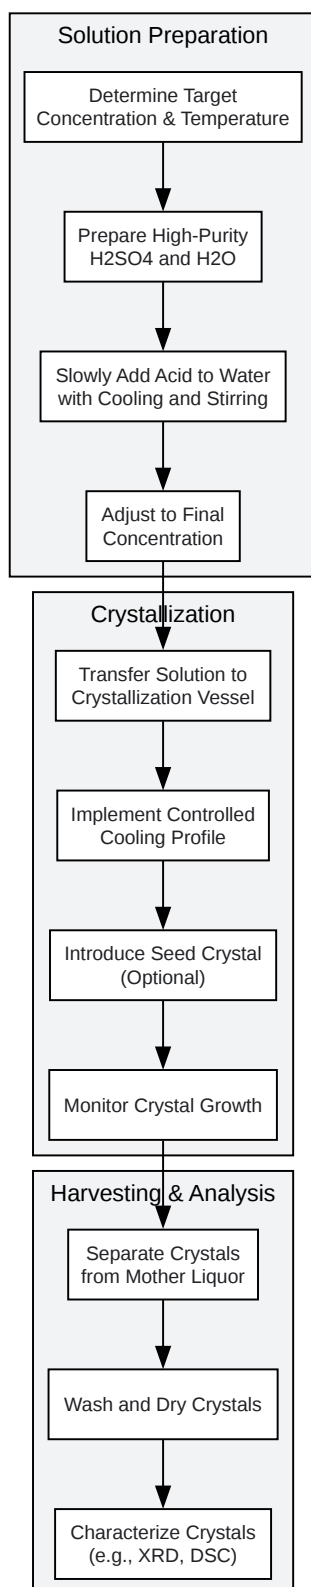 Solution Preparation
Determine Target
Concentration & Temperature
Prepare High-Purity
H2SO4 and H2O
Slowly Add Acid to Water
with Cooling and Stirring
Adjust to Final
Concentration
Crystallization
Transfer Solution to
Crystallization Vessel
Implement Controlled
Cooling Profile
Introduce Seed Crystal
(Optional)
Monitor Crystal Growth
Harvesting & Analysis
Separate Crystals
from Mother Liquor
Wash and Dry Crystals
Characterize Crystals
(e.g., XRD, DSC)